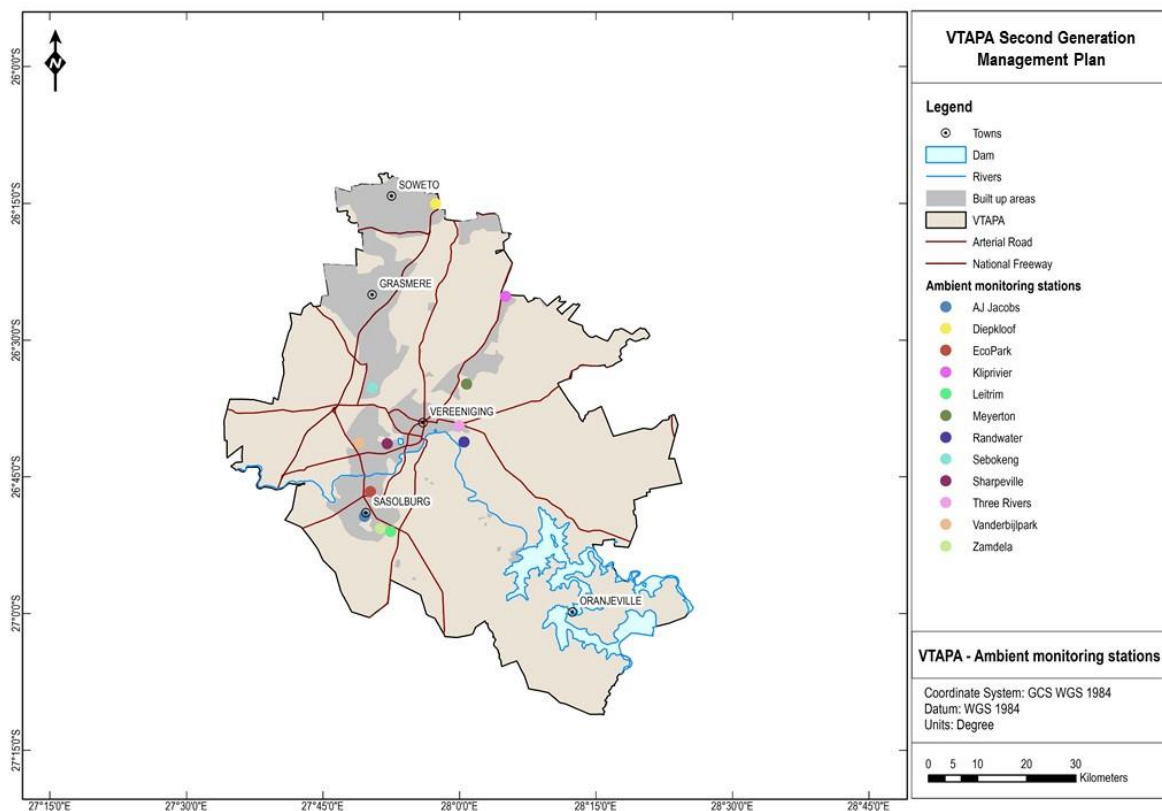 VTAPA Second Generation
Management Plan
Legend
Towns
Dam
Rivers
Built up areas
VTAPA
Arterial Road
National Freeway
Ambient monitoring stations
AJ Jacobs
Diepkloof
EcoPark
Kliprivier
Leitrim
Meyerton
Randwater
Sebokeng
Sharpeville
Three Rivers
Vanderbijlpark
Zamdela
VTAPA - Ambient monitoring stations
Coordinate System: GCS WGS 1984
Datum: WGS 1984
Units: Degree
0 5 10 20 30
Kilometers
N
SOWETO
GRASMERE
VEREENIGING
SASOLBURG
ORANJEVILLE
26°0'0"S
26°15'0"S
26°30'0"S
26°45'0"S
27°0'0"S
27°15'0"S
27°15'0"E 27°30'0"E 27°45'0"E 28°0'0"E 28°15'0"E 28°30'0"E 28°45'0"E